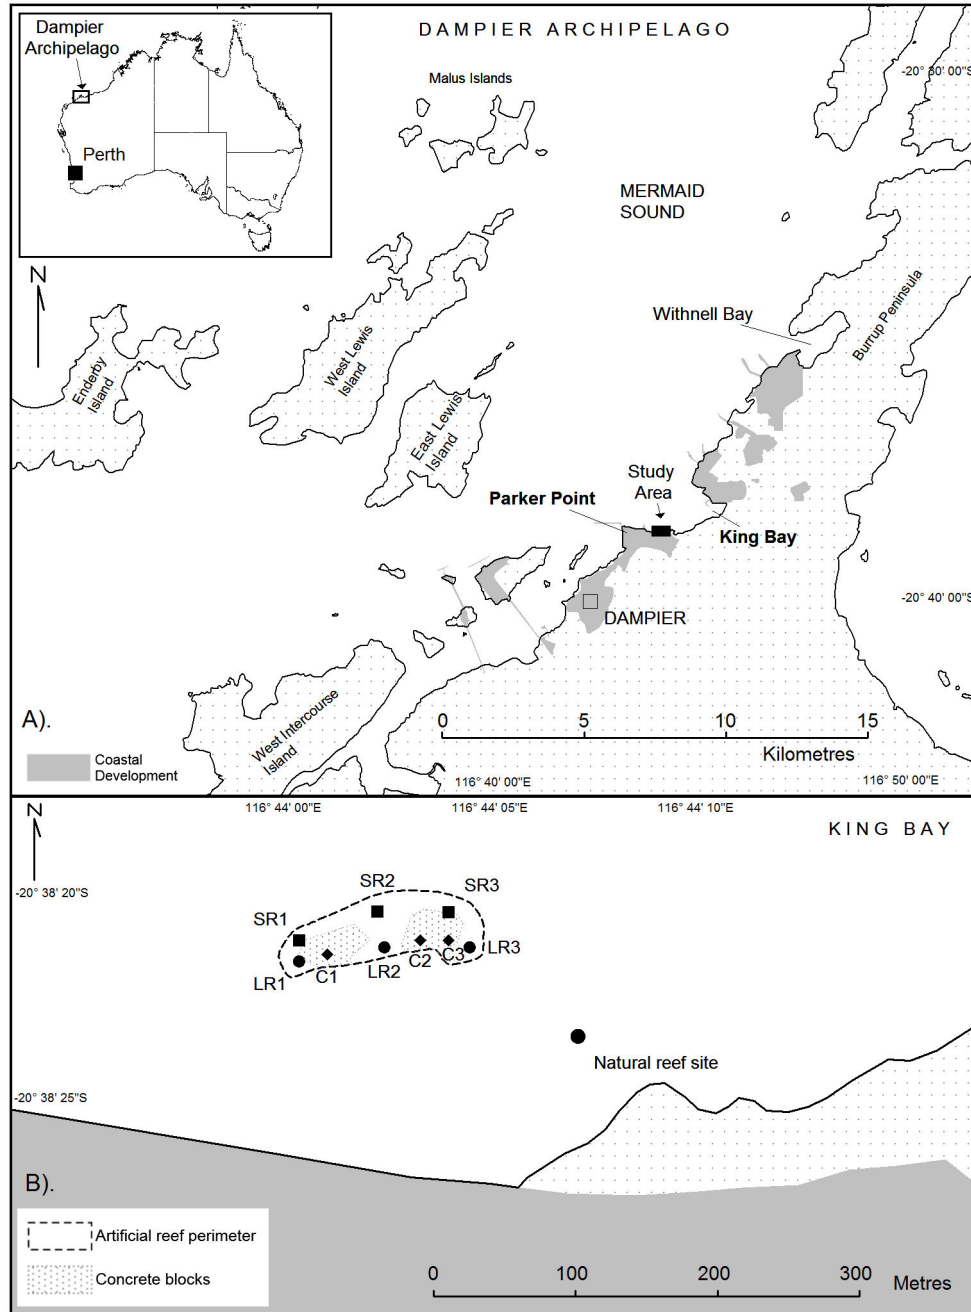 DAMPIER ARCHIPELAGO
Dampier
Archipelago
Perth
-20° 30' 00"S
Malus Islands
MERMAID
SOUND
N
Withnell Bay
Burrup Peninsula
Enderby
Island
West Lewis
Island
East Lewis
Island
Study
Area
Parker Point
King Bay
-20° 40' 00"S
DAMPIER
West Intercourse
Island
A).
0 5 10 15
Kilometres
Coastal
Development
116° 40' 00"E
116° 50' 00"E
116° 44' 00"E
116° 44' 05"E
116° 44' 10"E
N
KING BAY
-20° 38' 20"S
SR1
SR2
SR3
LR1
C1
LR2
C2
C3
LR3
Natural reef site
-20° 38' 25"S
B).
Artificial reef perimeter
Concrete blocks
0 100 200 300
Metres